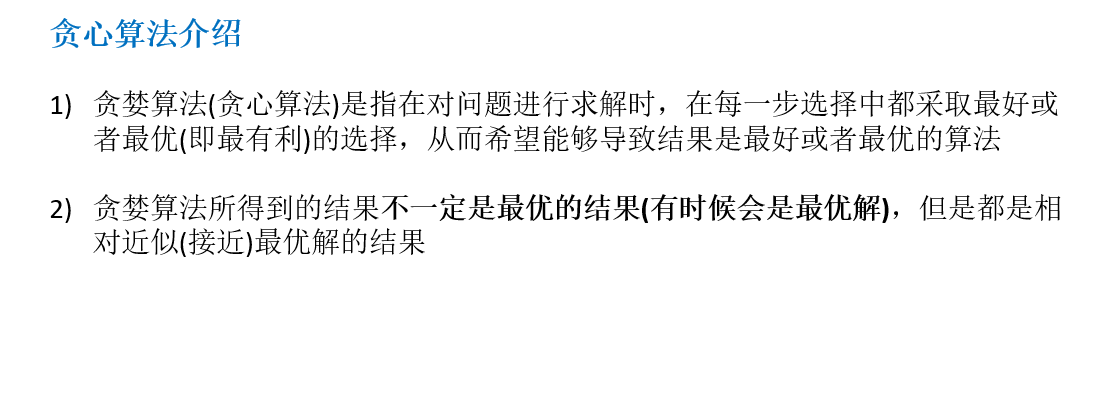 贪心算法介绍
1) 贪婪算法(贪心算法)是指在对问题进行求解时，在每一步选择中都采取最好或
者最优(即最有利)的选择，从而希望能够导致结果是最好或者最优的算法
2) 贪婪算法所得到的结果不一定是最优的结果(有时候会是最优解)，但是都是相
对近似(接近)最优解的结果